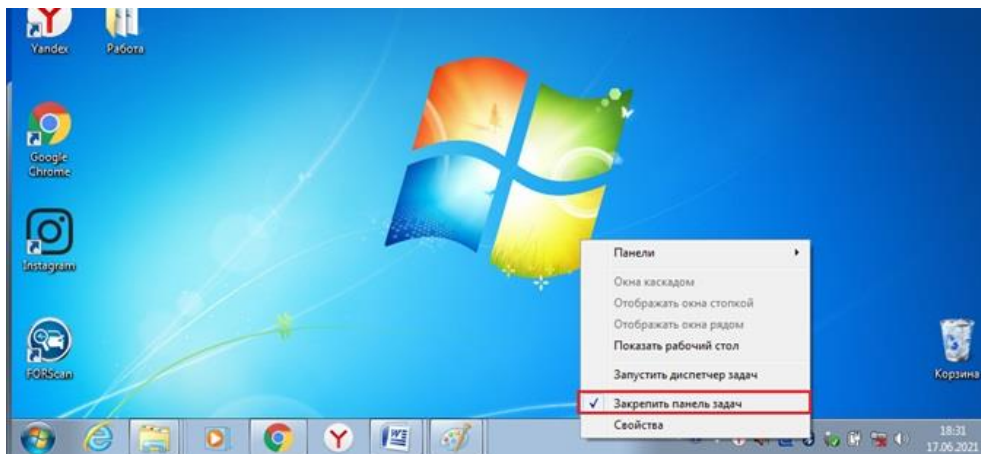 Yandex
Работа
Google
Chrome
Instagram
FORScan
Панели
Окна каскадом
Отображать окна стопкой
Отображать окна рядом
Показать рабочий стол
Запустить диспетчер задач
Закрепить панель задач
Свойства
Корзина
18:31
17.06.2021